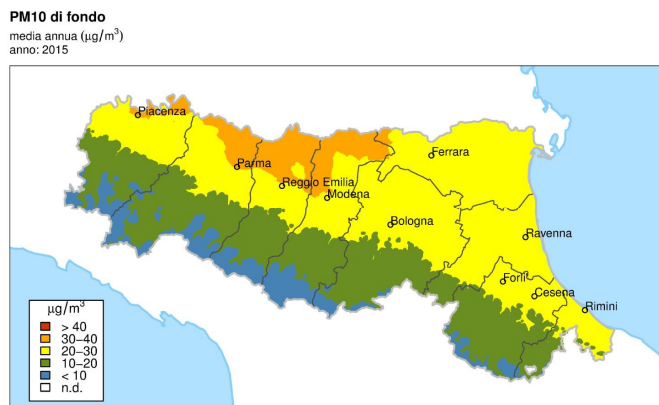 PM10 di fondo
media annua (µg/m³)
anno: 2015
Piacenza
Parma
Reggio Emilia
Modena
Ferrara
Bologna
Ravenna
Forlì
Cesena
Rimini
µg/m³
> 40
30–40
20–30
10–20
< 10
n.d.